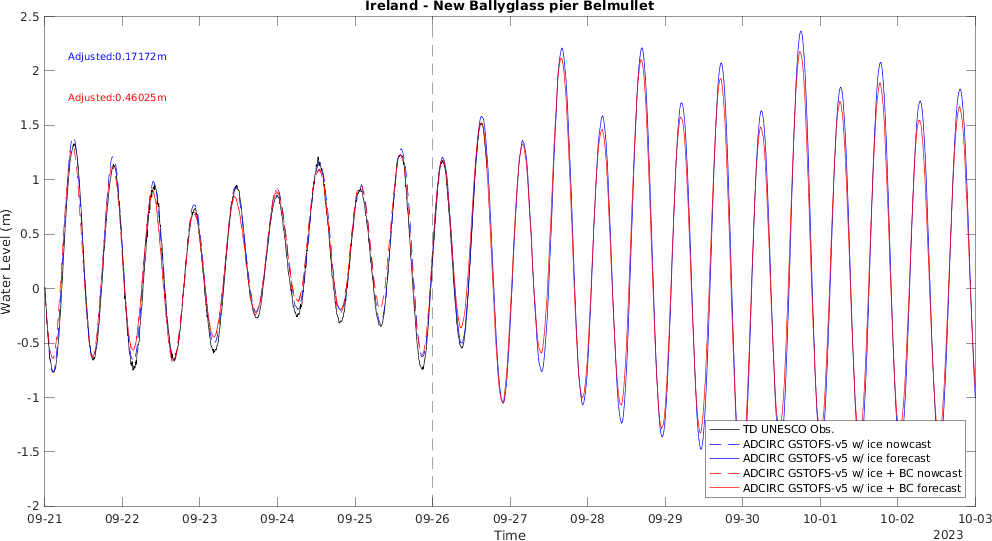 Ireland - New Ballyglass pier Belmullet
Adjusted:0.17172m
Adjusted:0.46025m
2.5
2
1.5
1
0.5
0
-0.5
-1
-1.5
-2
Water Level (m)
TD UNESCO Obs.
ADCIRC GSTOFS-v5 w/ ice nowcast
ADCIRC GSTOFS-v5 w/ ice forecast
ADCIRC GSTOFS-v5 w/ ice + BC nowcast
ADCIRC GSTOFS-v5 w/ ice + BC forecast
09-21 09-22 09-23 09-24 09-25 09-26 09-27 09-28 09-29 09-30 10-01 10-02 10-03
Time
2023